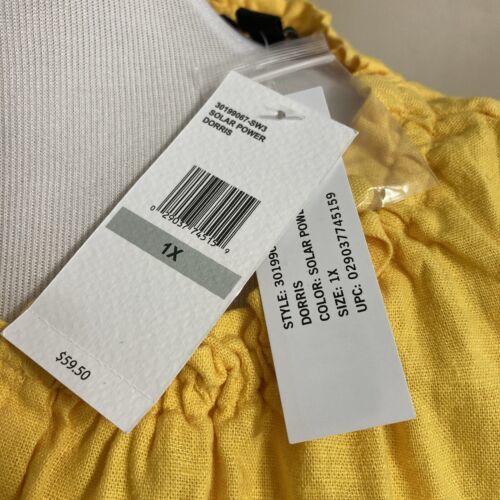 30199067-SW3
SOLAR POWER
DORRIS
0 29037 74515 9
1X
$59.50
STYLE: 301990
DORRIS
COLOR: SOLAR POWER
SIZE: 1X
UPC: 029037745159